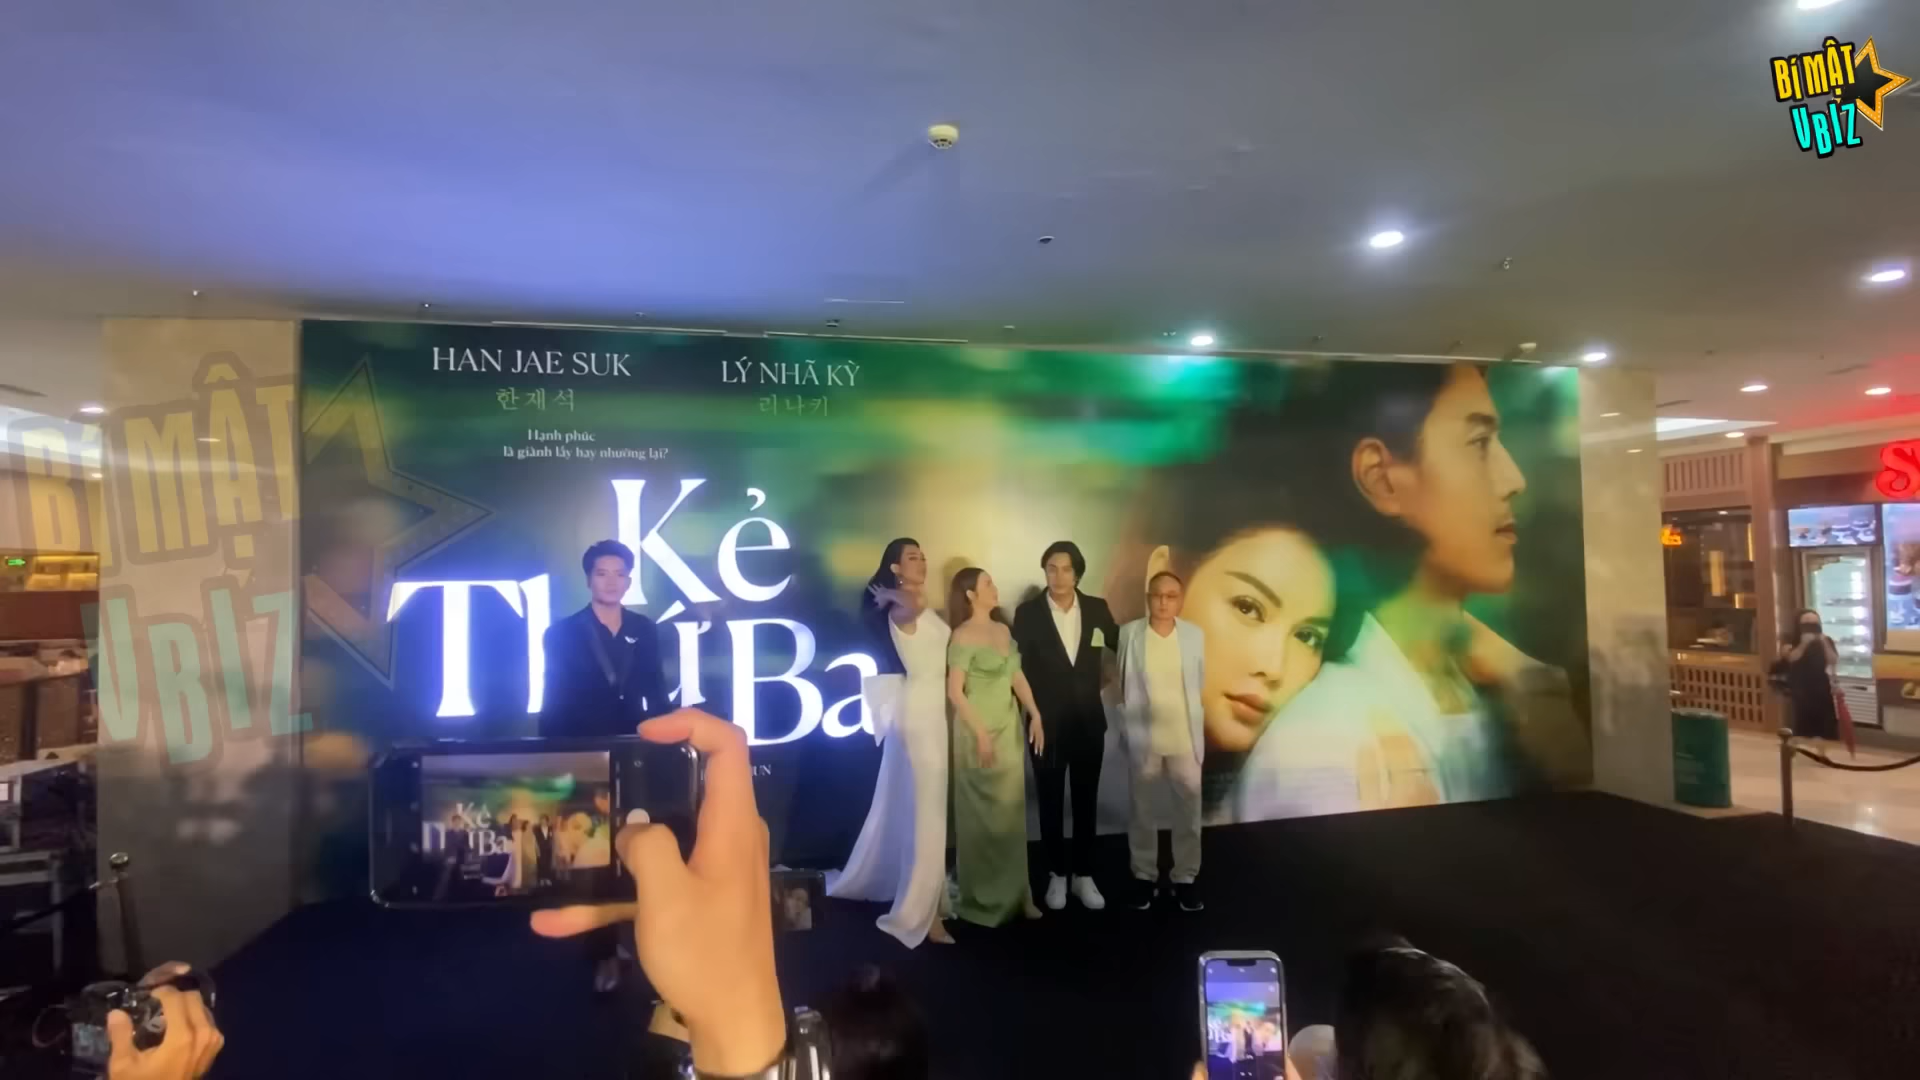 BÍ MẬT
VBIZ
HAN JAE SUK
한재석
LÝ NHÃ KỲ
리나키
Hạnh phúc
là giành lấy hay nhường lại?
Kẻ
Thứ Ba
BÍ MẬT
VBIZ